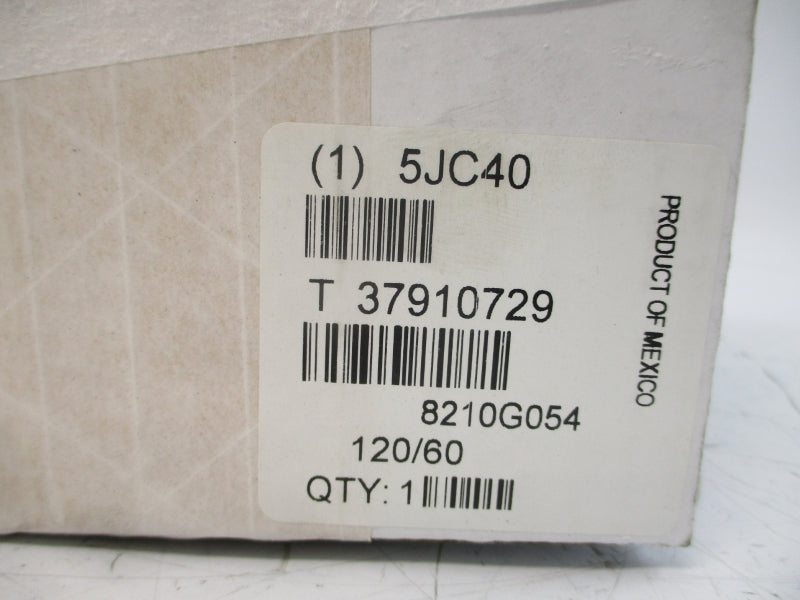 (1) 5JC40
T 37910729
8210G054
120/60
QTY: 1
PRODUCT OF MEXICO